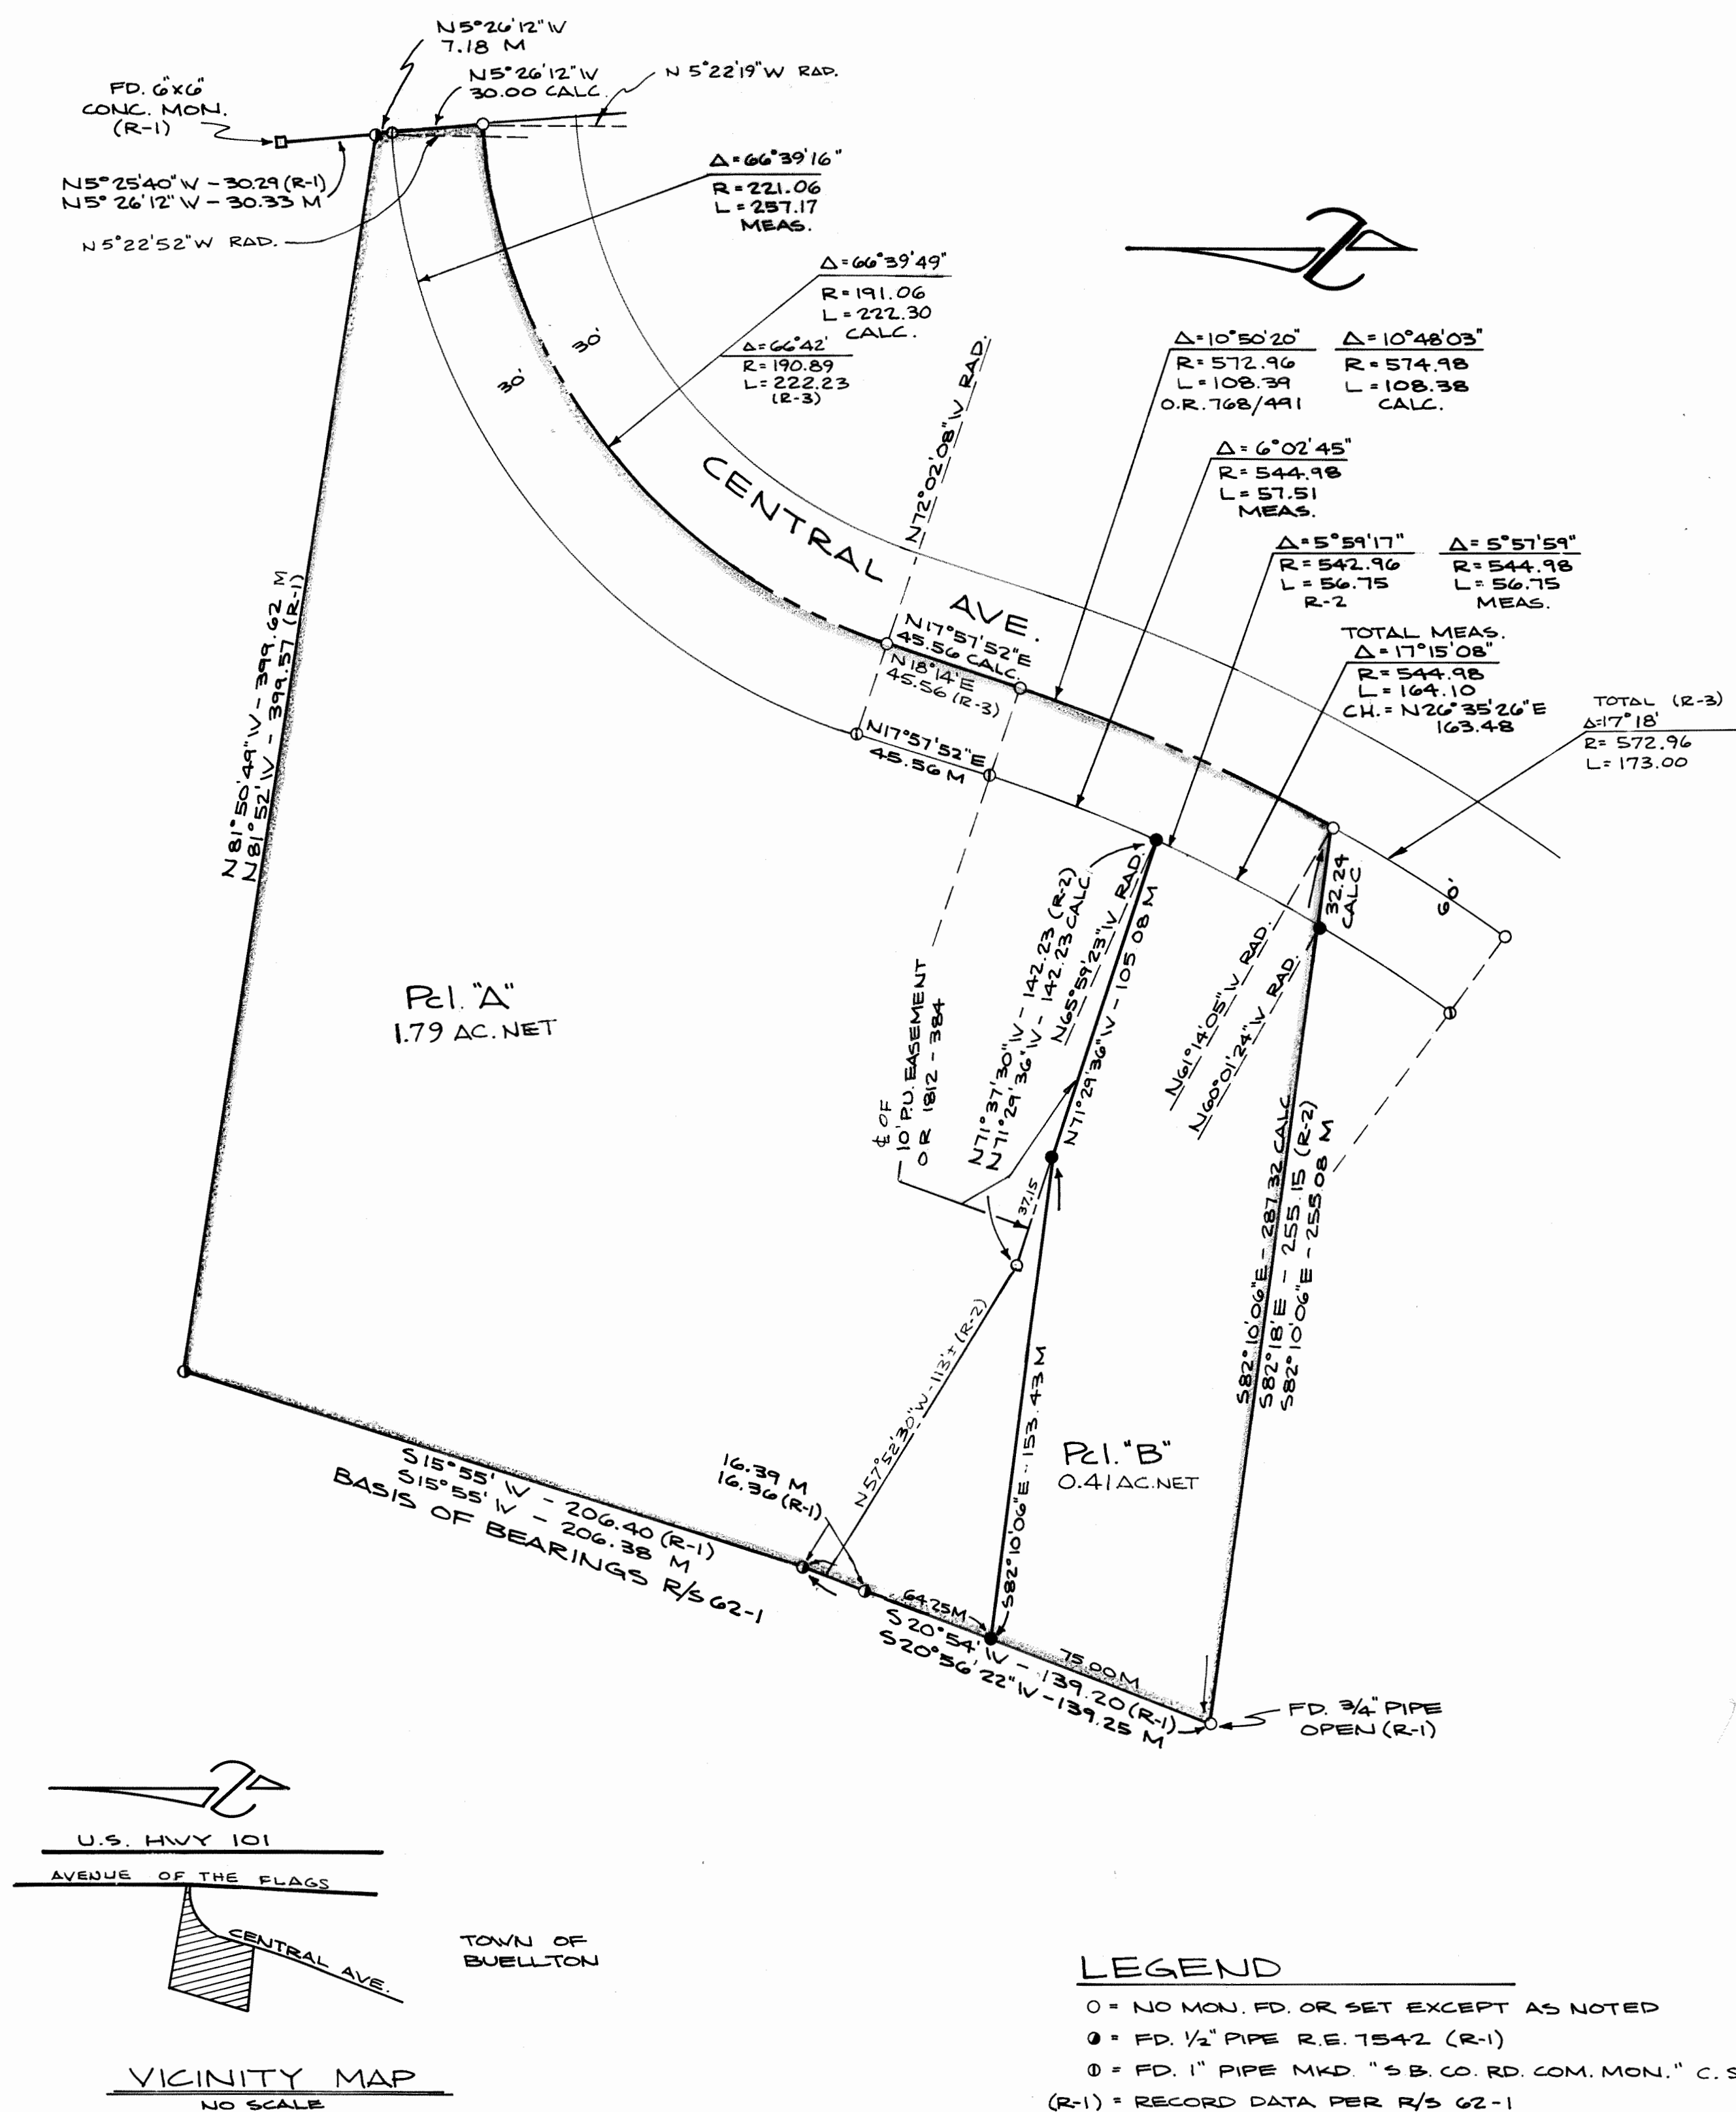 N5°26'12"W
7.18 M
N5°26'12"W
30.00 CALC.
N 5°22'19"W RAD.
FD. 6"x6"
CONC. MON.
(R-1)
N5°25'40"W - 30.29 (R-1)
N5°26'12"W - 30.33 M
N 5°22'52"W RAD.
Δ=66°39'16"
R=221.06
L=257.17
MEAS.
Δ=66°39'49"
R=191.06
L=222.30
CALC.
Δ=66°42'
R=190.89
L=222.23
(R-3)
30'
30'
CENTRAL AVE.
N72°02'08"W RAD.
Δ=10°50'20"
R=572.96
L=108.39
O.R. 768/491
Δ=10°48'03"
R=574.98
L=108.38
CALC.
Δ=6°02'45"
R=544.98
L=57.51
MEAS.
Δ=5°59'17"
R=542.96
L=56.75
R-2
Δ=5°57'59"
R=544.98
L=56.75
MEAS.
TOTAL MEAS.
Δ=17°15'08"
R=544.98
L=164.10
CH.=N26°35'26"E
163.48
TOTAL (R-3)
Δ=17°18'
R=572.96
L=173.00
N17°57'52"E
45.56 CALC.
N18°14'E
45.56 (R-3)
N17°57'52"E
45.56 M
N81°50'49"W - 399.62 M
N81°52'W - 399.57 (R-1)
32.24
CALC
60'
N71°37'30"W - 142.23 (R-2)
N71°29'36"W - 142.23 CALC.
N65°59'23"W RAD.
N71°29'36"W - 105.08 M
N61°14'05"W RAD.
N60°01'24"W RAD.
℄ OF
10' P.U. EASEMENT
OR 1812 - 384
37.15
Pcl. "A"
1.79 AC. NET
S82°10'06"E - 287.32 CALC
S82°18'E - 255.15 (R-2)
S82°10'06"E - 255.08 M
N57°52'30"W-113'± (R-2)
S82°10'06"E - 153.43 M
Pcl. "B"
0.41 AC. NET
16.39 M
16.36 (R-1)
S15°55'W - 206.40 (R-1)
S15°55'W - 206.38 M
BASIS OF BEARINGS R/S 62-1
64.25 M
75.00 M
S20°54'W - 139.20 (R-1)
S20°56'22"W - 139.25 M
FD. 3/4" PIPE
OPEN (R-1)
U.S. HWY 101
AVENUE OF THE FLAGS
CENTRAL AVE.
TOWN OF
BUELLTON
VICINITY MAP
NO SCALE
LEGEND
○ = NO MON. FD. OR SET EXCEPT AS NOTED
◑ = FD. 1/2" PIPE R.E. 7542 (R-1)
⦶ = FD. 1" PIPE MKD. "S.B. CO. RD. COM. MON." C.S
(R-1) = RECORD DATA PER R/S 62-1